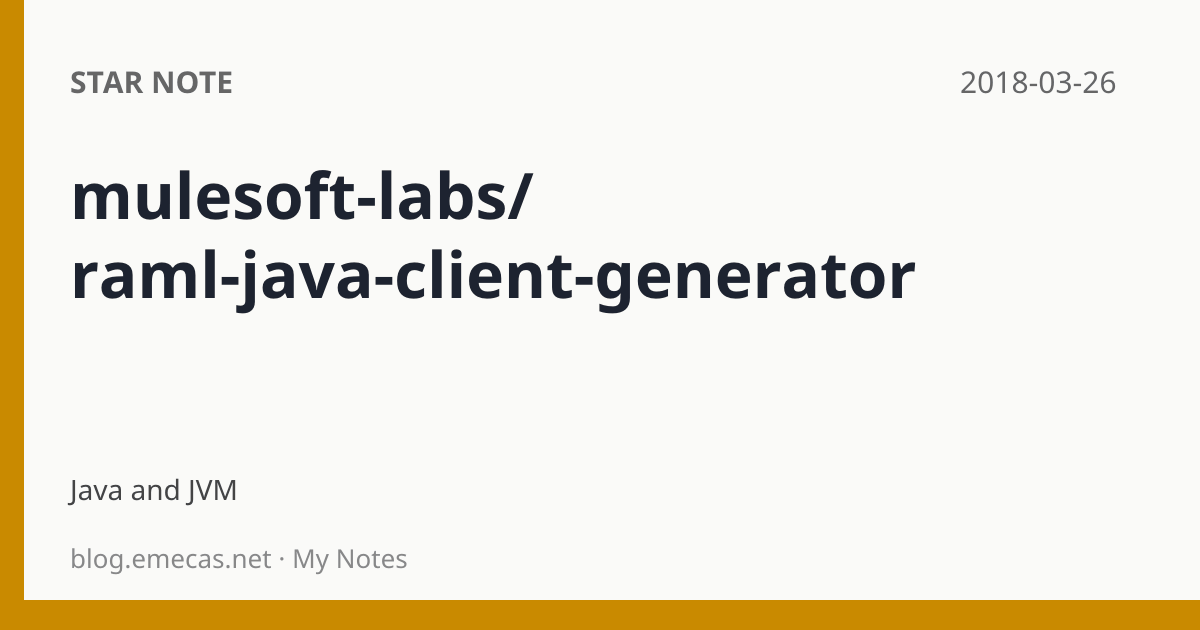 STAR NOTE
2018-03-26
mulesoft-labs/
raml-java-client-generator
Java and JVM
blog.emecas.net · My Notes